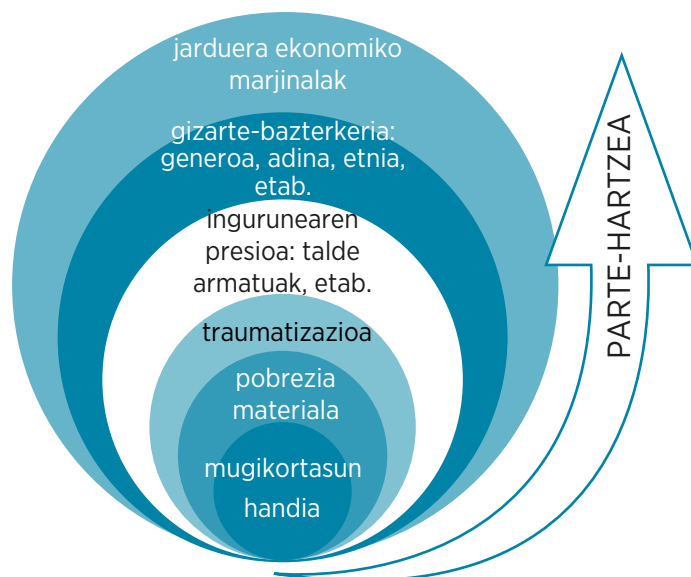 jarduera ekonomiko
marjinalak
gizarte-bazterkeria:
generoa, adina, etnia,
etab.
ingurunearen
presioa: talde
armatuak, etab.
traumatizazioa
pobrezia
materiala
mugikortasun
handia
PARTE-HARTZEA